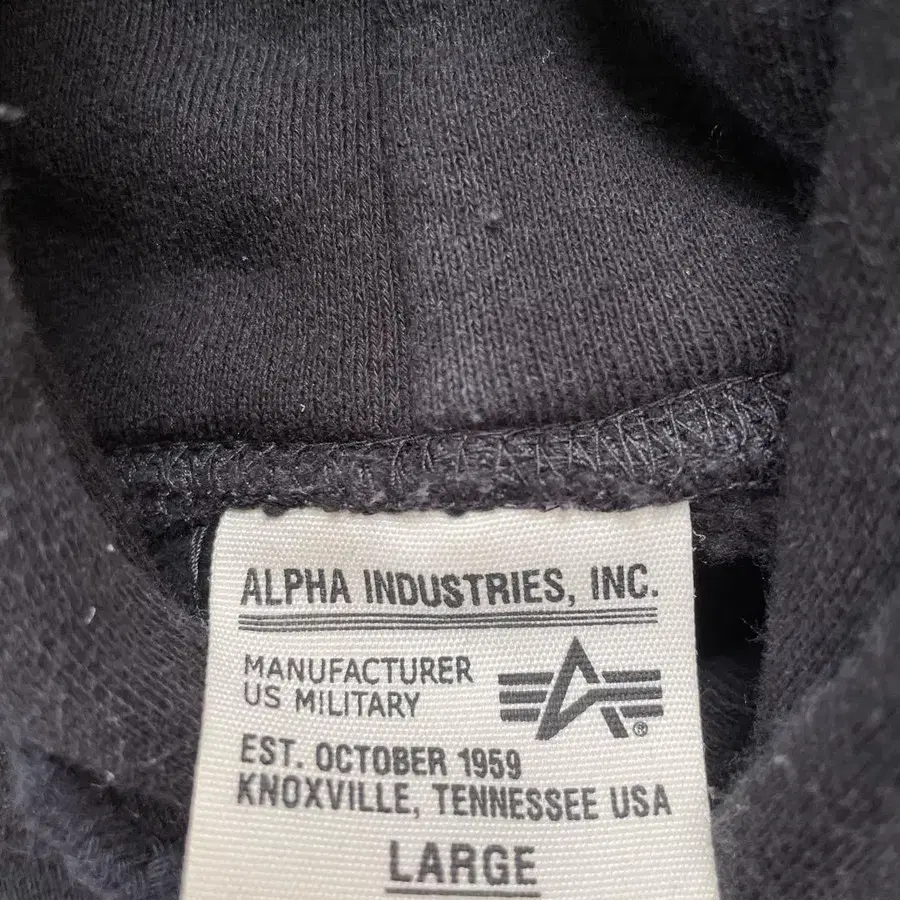 ALPHA INDUSTRIES, INC.
MANUFACTURER
US MILITARY
®
EST. OCTOBER 1959
KNOXVILLE, TENNESSEE USA
LARGE